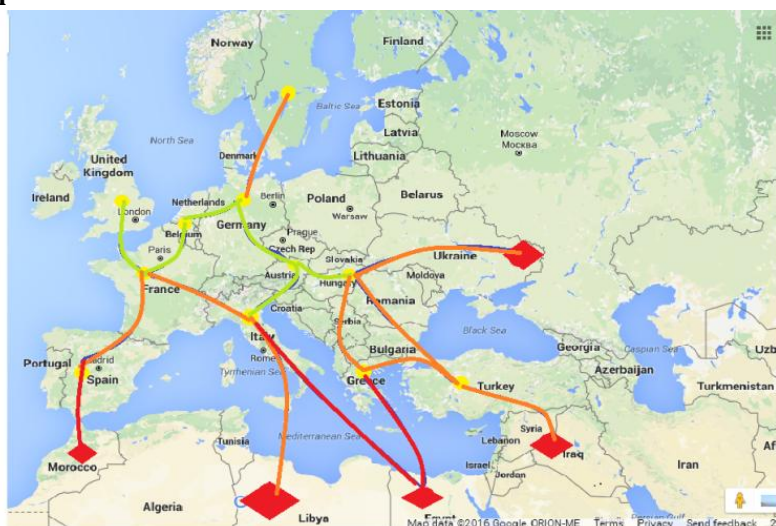 Norway
Finland
Baltic Sea
Estonia
Latvia
Moscow
Москва
North Sea
Denmark
Lithuania
United
Kingdom
Ireland
London
Netherlands
Berlin
Poland
Warsaw
Belarus
Belgium
Germany
Prague
Czech Rep
Paris
Slovakia
Ukraine
France
Austria
Hungary
Moldova
Romania
Croatia
Serbia
Italy
Rome
Black Sea
Georgia
Caspian Sea
Uzb
Azerbaijan
Turkmenistan
Portugal
Madrid
Spain
Tyrrhenian Sea
Bulgaria
Greece
Turkey
Mediterranean Sea
Syria
Lebanon
Iraq
Iran
Af
Israel
Jordan
Tunisia
Morocco
Algeria
Libya
Egypt
Map data ©2016 Google, ORION-ME Terms Privacy Send feedback